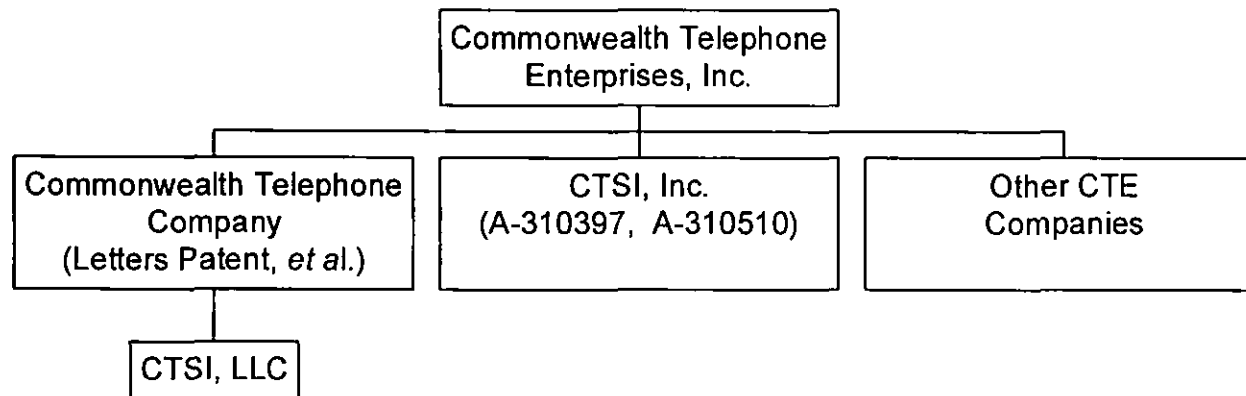 Commonwealth Telephone
Enterprises, Inc.
Commonwealth Telephone
Company
(Letters Patent, et al.)
CTSI, Inc.
(A-310397, A-310510)
Other CTE
Companies
CTSI, LLC